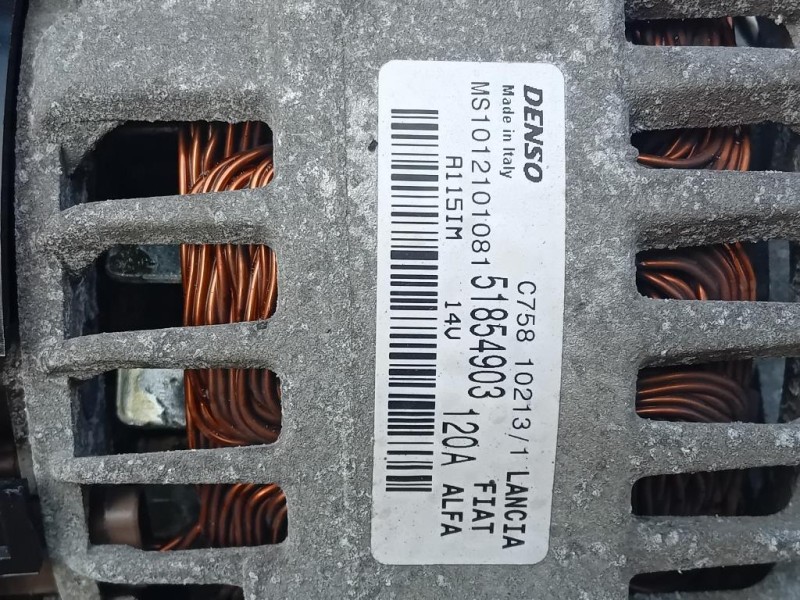 DENSO C758 10213/1 LANCIA
Made in Italy
MS1012101081 51854903 120A FIAT
A115IM 14V ALFA